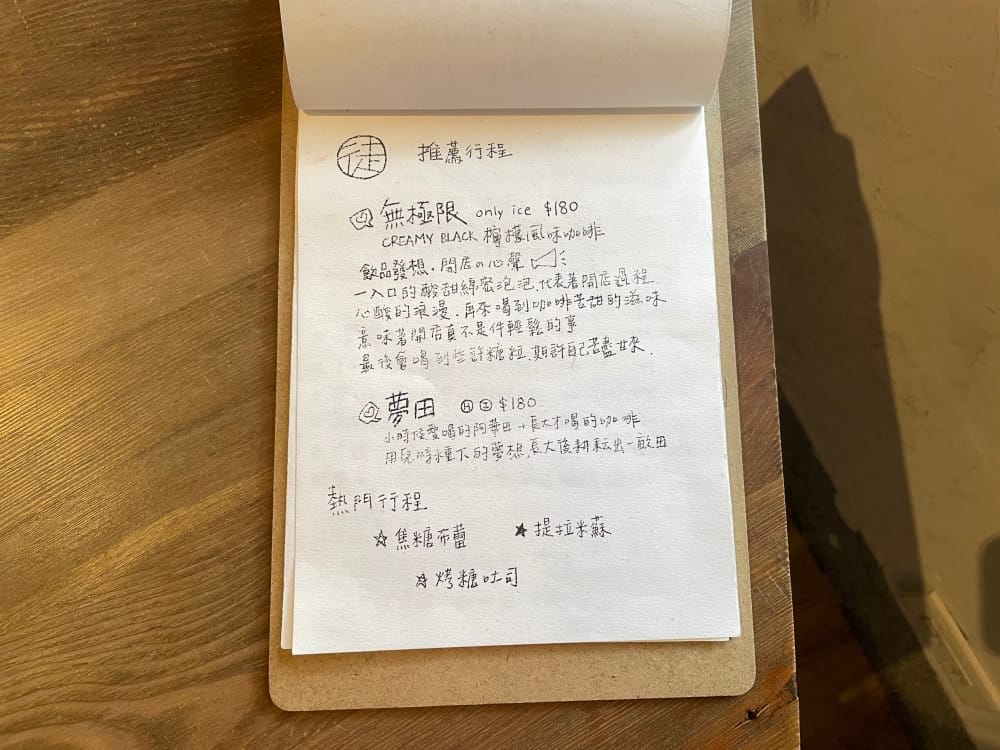 徒 推薦行程
無極限 only ice $180
CREAMY BLACK 檸檬風味咖啡
飲品發想.開店の心聲
一入口的酸甜綿密泡泡,代表著開店過程
心酸的浪漫.再來喝到咖啡苦甜的滋味
意味著開店真不是件輕鬆的事
最後會喝到些許糖粒,期許自己苦盡甘來.
夢田 H I $180
小時候愛喝的阿華田+長大才喝的咖啡
用兒時種下的夢想,長大後耕耘出一畝田
熱門行程
☆焦糖布蕾 ★提拉米蘇
☆烤糖吐司